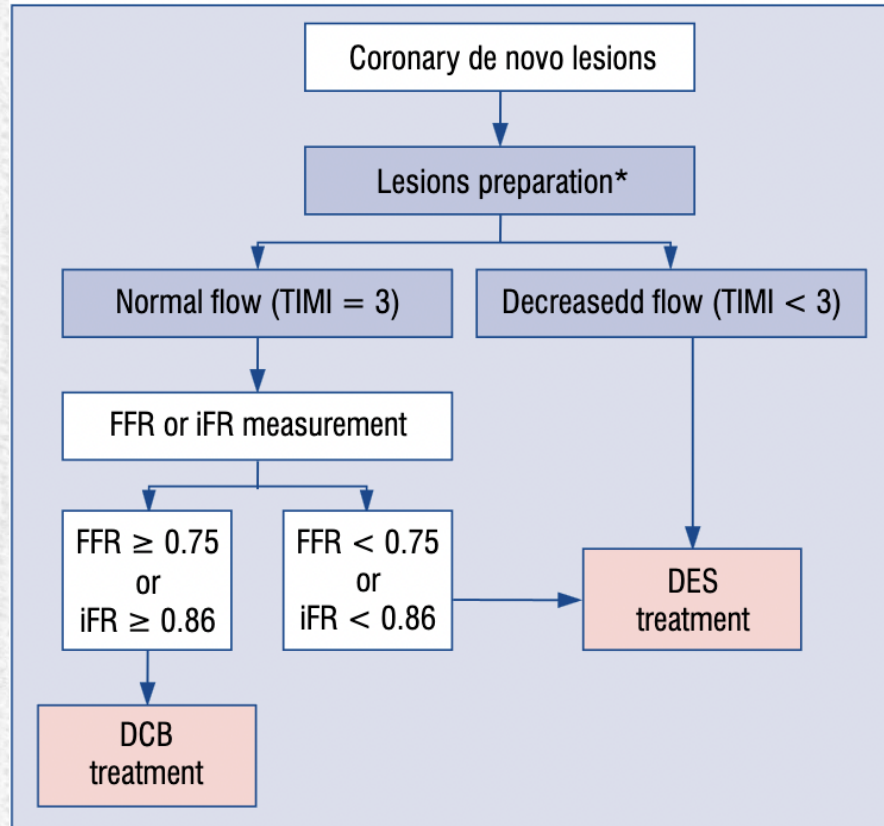 Coronary de novo lesions
Lesions preparation*
Normal flow (TIMI = 3)
Decreasedd flow (TIMI < 3)
FFR or iFR measurement
FFR ≥ 0.75
or
iFR ≥ 0.86
FFR < 0.75
or
iFR < 0.86
DES
treatment
DCB
treatment